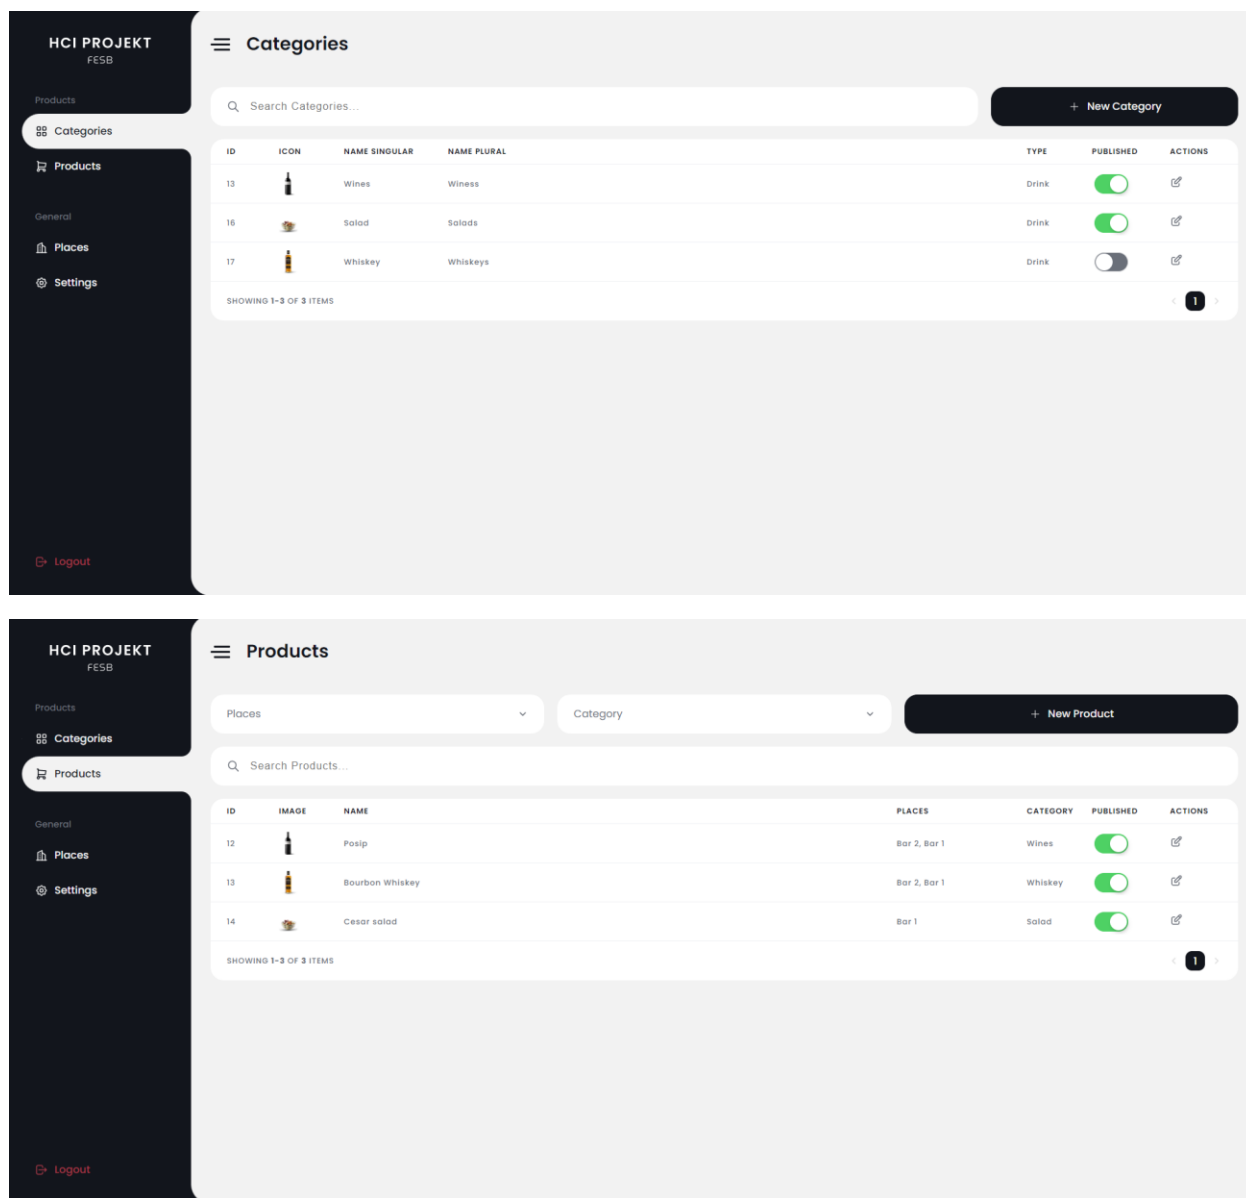 HCI PROJEKT
FESB
Products
Categories
Products
General
Places
Settings
Logout
Categories
Search Categories...
+ New Category
ID ICON NAME SINGULAR NAME PLURAL TYPE PUBLISHED ACTIONS
13 Wines Winess Drink
16 Salad Salads Drink
17 Whiskey Whiskeys Drink
SHOWING 1-3 OF 3 ITEMS < 1 >
HCI PROJEKT
FESB
Products
Categories
Products
General
Places
Settings
Logout
Products
Places Category + New Product
Search Products...
ID IMAGE NAME PLACES CATEGORY PUBLISHED ACTIONS
12 Posip Bar 2, Bar 1 Wines
13 Bourbon Whiskey Bar 2, Bar 1 Whiskey
14 Cesar salad Bar 1 Salad
SHOWING 1-3 OF 3 ITEMS < 1 >